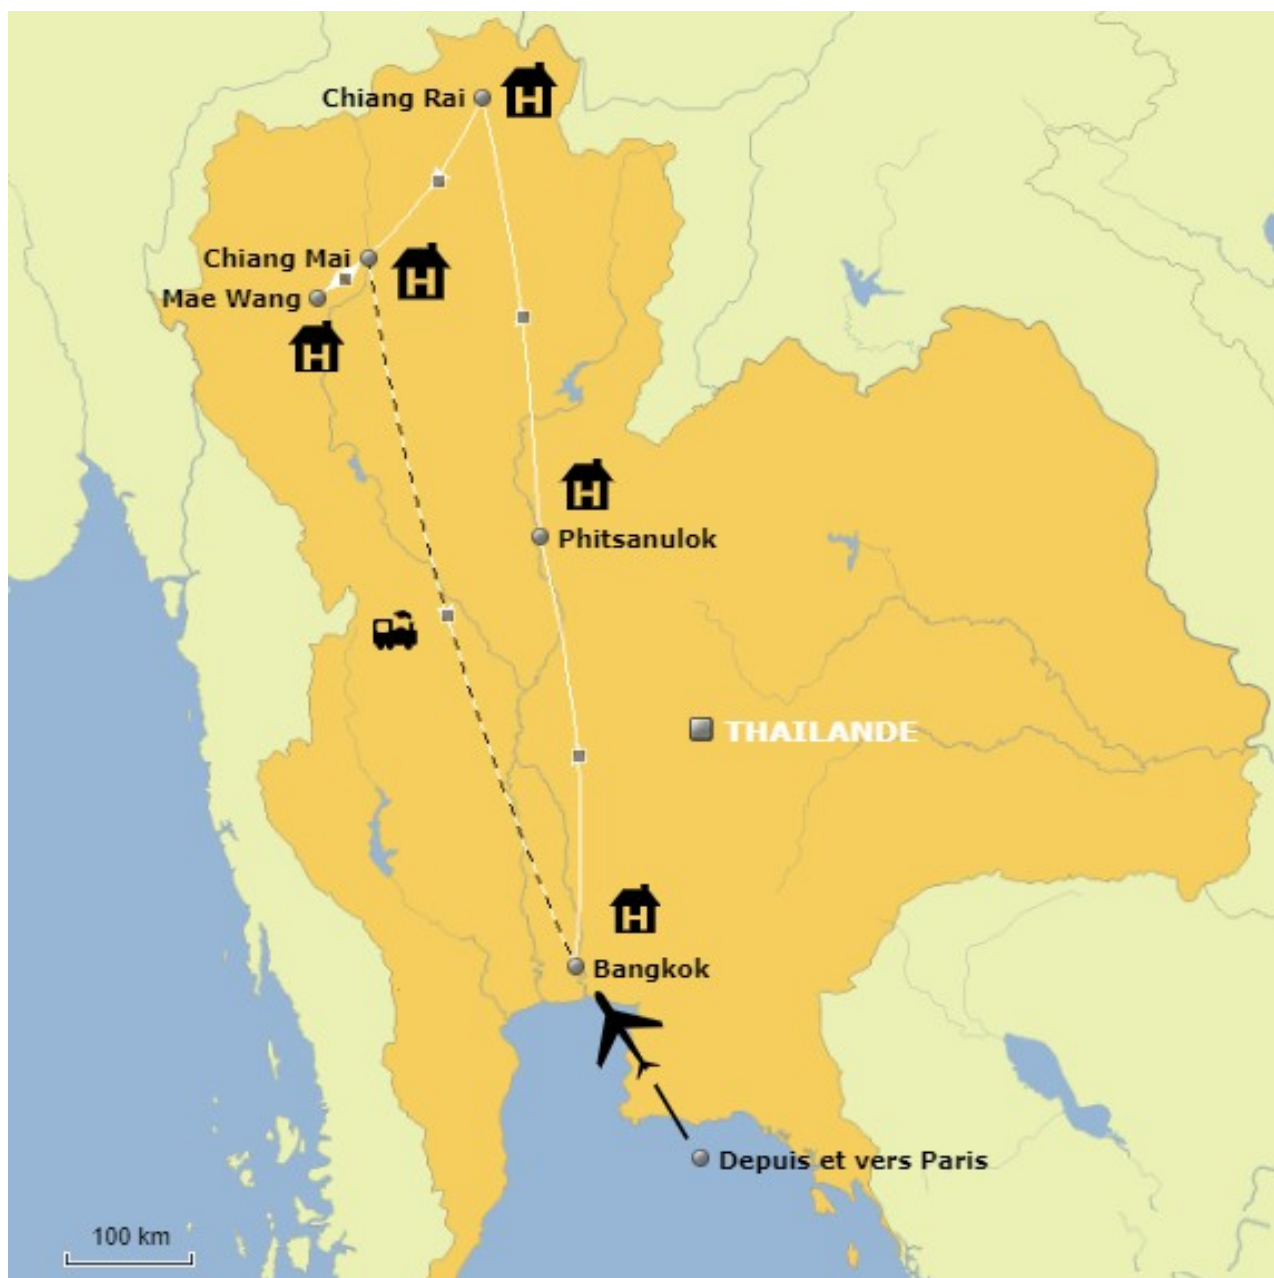 Chiang Rai
H
Chiang Mai
H
Mae Wang
H
H
Phitsanulok
THAILANDE
H
Bangkok
Depuis et vers Paris
100 km